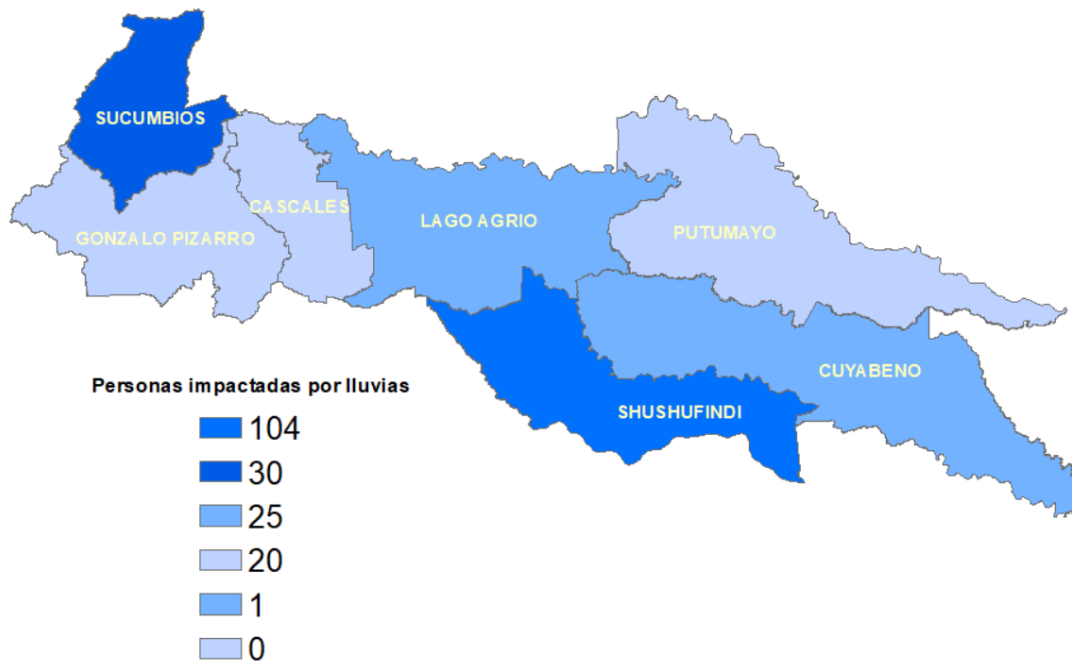 SUCUMBIOS
CASCALES
LAGO AGRIO
GONZALO PIZARRO
PUTUMAYO
CUYABENO
SHUSHUFINDI
Personas impactadas por lluvias
104
30
25
20
1
0